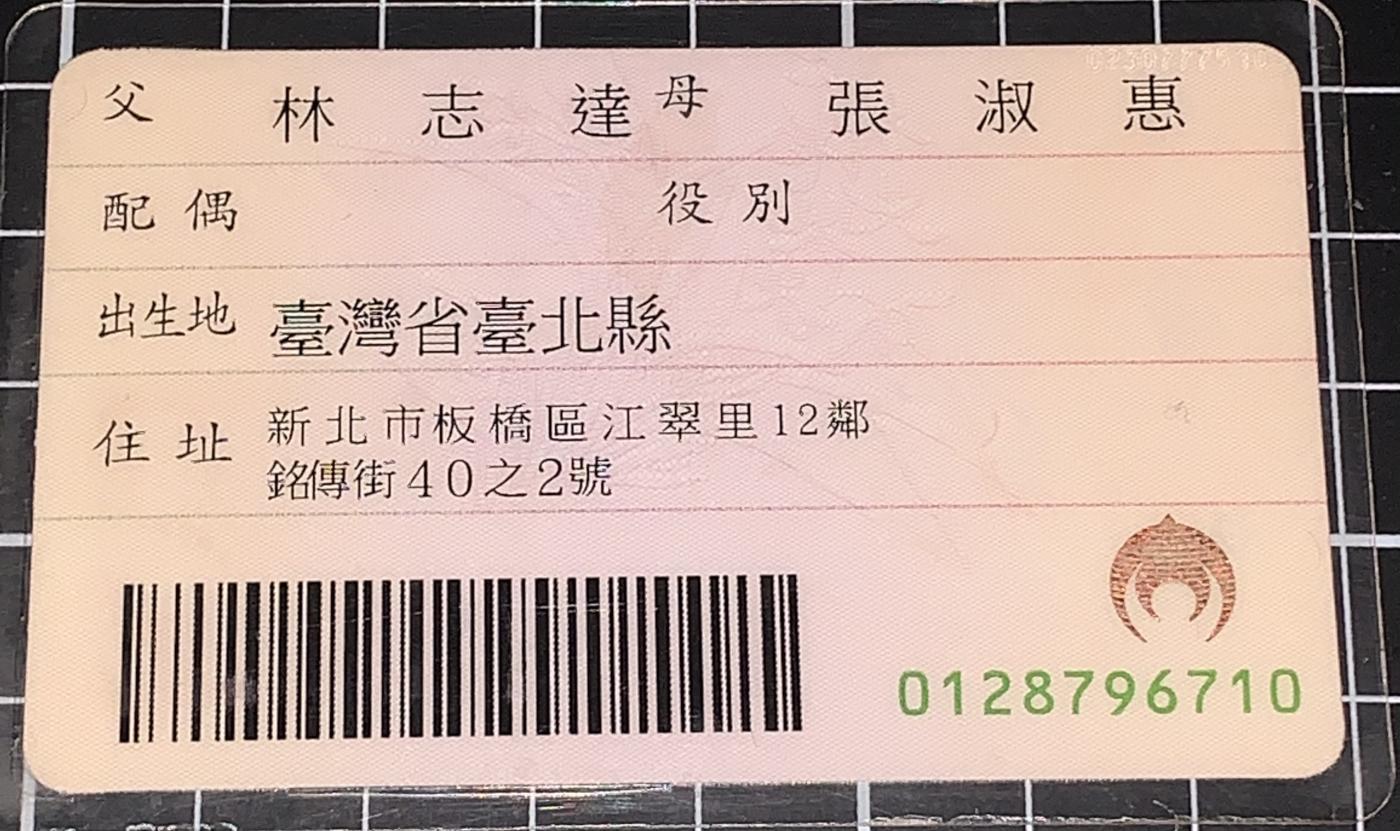 父 林志達 母 張淑惠
配偶 役別
出生地 臺灣省臺北縣
住址 新北市板橋區江翠里12鄰
銘傳街40之2號
0128796710